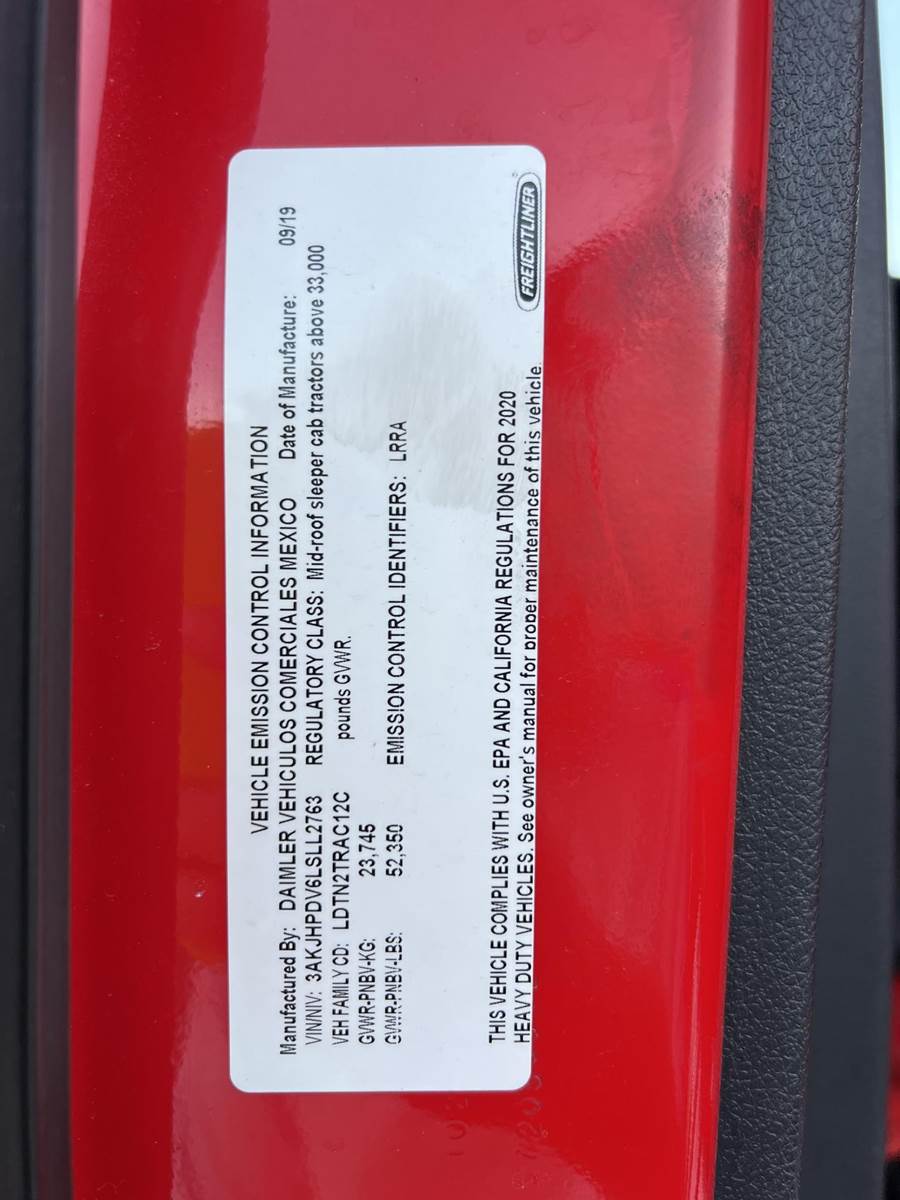 VEHICLE EMISSION CONTROL INFORMATION
Manufactured By: DAIMLER VEHICULOS COMERCIALES MEXICO Date of Manufacture: 09/19
VIN/NIV: 3AKJHPDV6LSLL2763 REGULATORY CLASS: Mid-roof sleeper cab tractors above 33,000
VEH FAMILY CD: LDTN2TRAC12C pounds GVWR.
GVWR-PNBV-KG: 23,745
GVWR-PNBV-LBS: 52,350 EMISSION CONTROL IDENTIFIERS: LRRA
THIS VEHICLE COMPLIES WITH U.S. EPA AND CALIFORNIA REGULATIONS FOR 2020
HEAVY DUTY VEHICLES. See owner's manual for proper maintenance of this vehicle.
FREIGHTLINER